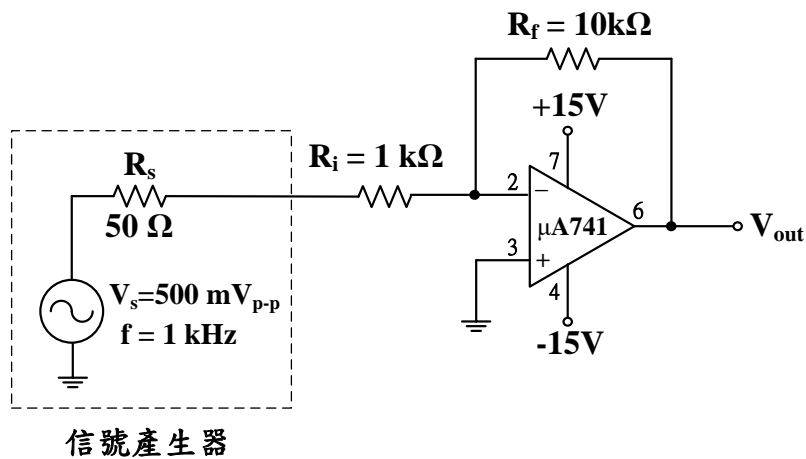 R_f = 10kΩ
+15V
R_s
R_i = 1 kΩ
7
2
−
50 Ω
μA741
6
V_out
3
+
V_s=500 mV_p-p
f = 1 kHz
4
-15V
信號產生器